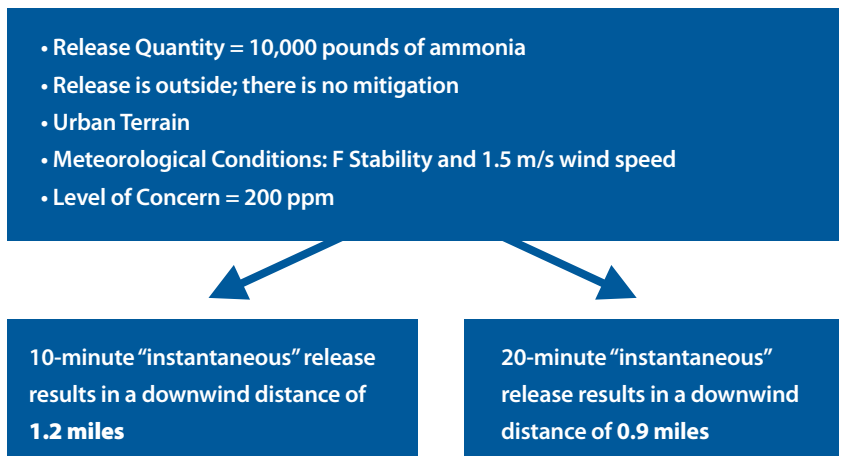 • Release Quantity = 10,000 pounds of ammonia
• Release is outside; there is no mitigation
• Urban Terrain
• Meteorological Conditions: F Stability and 1.5 m/s wind speed
• Level of Concern = 200 ppm
10-minute “instantaneous” release
results in a downwind distance of
1.2 miles
20-minute “instantaneous”
release results in a downwind
distance of 0.9 miles